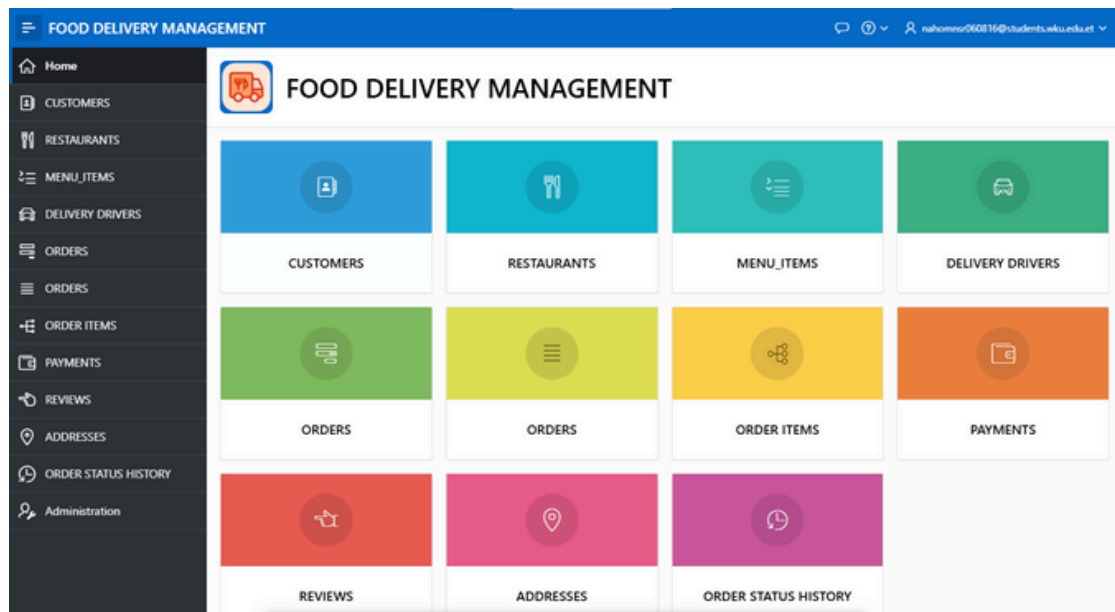 FOOD DELIVERY MANAGEMENT
nahomnsr060816@students.wku.edu.et
Home
CUSTOMERS
RESTAURANTS
MENU_ITEMS
DELIVERY DRIVERS
ORDERS
ORDERS
ORDER ITEMS
PAYMENTS
REVIEWS
ADDRESSES
ORDER STATUS HISTORY
Administration
FOOD DELIVERY MANAGEMENT
CUSTOMERS
RESTAURANTS
MENU_ITEMS
DELIVERY DRIVERS
ORDERS
ORDERS
ORDER ITEMS
PAYMENTS
REVIEWS
ADDRESSES
ORDER STATUS HISTORY